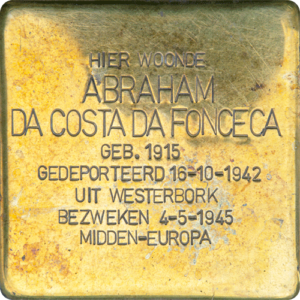 HIER WOONDE
ABRAHAM
DA COSTA DA FONCECA
GEB. 1915
GEDEPORTEERD 16-10-1942
UIT WESTERBORK
BEZWEKEN 4-5-1945
MIDDEN-EUROPA